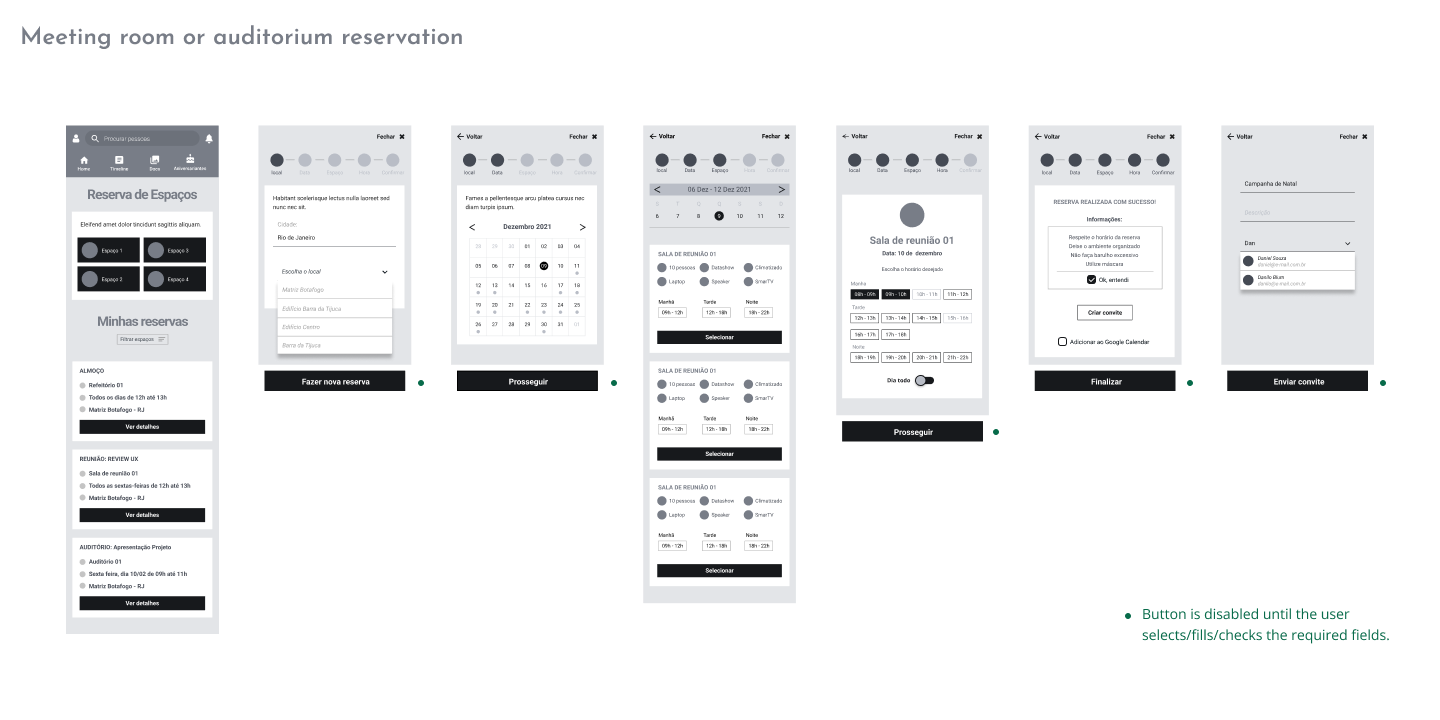 Meeting room or auditorium reservation
Procurar pessoas
Home Timeline Docs Aniversariantes
Reserva de Espaços
Eleifend amet dolor tincidunt sagittis aliquam.
Espaço 1 Espaço 3
Espaço 2 Espaço 4
Minhas reservas
Filtrar espaços
ALMOÇO
Refeitório 01
Todos os dias de 12h até 13h
Matriz Botafogo - RJ
Ver detalhes
REUNIÃO: REVIEW UX
Sala de reunião 01
Todos as sextas-feiras de 12h até 13h
Matriz Botafogo - RJ
Ver detalhes
AUDITÓRIO: Apresentação Projeto
Auditório 01
Sexta feira, dia 10/02 de 09h até 11h
Matriz Botafogo - RJ
Ver detalhes
Fechar ✖
local Data Espaço Hora Confirmar
Habitant scelerisque lectus nulla laoreet sed
nunc nec sit.
Cidade:
Rio de Janeiro
Escolha o local
Matriz Botafogo
Edifício Barra da Tijuca
Edifício Centro
Barra da Tijuca
Fazer nova reserva
Voltar Fechar ✖
local Data Espaço Hora Confirmar
Fames a pellentesque arcu platea cursus nec
diam turpis ipsum.
< Dezembro 2021 >
01 02 03 04
05 06 07 08 09 10 11
12 13 14 15 16 17 18
19 20 21 22 23 24 25
26 27 28 29 30 31 01
Prosseguir
Voltar Fechar ✖
local Data Espaço Hora Confirmar
< 06 Dez - 12 Dez 2021 >
6 7 8 9 10 11 12
SALA DE REUNIÃO 01
10 pessoas Datashow Climatizado
Laptop Speaker SmarTV
Manhã Tarde Noite
09h - 12h 12h - 18h 18h - 22h
Selecionar
SALA DE REUNIÃO 01
10 pessoas Datashow Climatizado
Laptop Speaker SmarTV
Manhã Tarde Noite
09h - 12h 12h - 18h 18h - 22h
Selecionar
SALA DE REUNIÃO 01
10 pessoas Datashow Climatizado
Laptop Speaker SmarTV
Manhã Tarde Noite
09h - 12h 12h - 18h 18h - 22h
Selecionar
Voltar Fechar ✖
local Data Espaço Hora Confirmar
Sala de reunião 01
Data: 10 de dezembro
Escolha o horário desejado
Manhã
08h - 09h 09h - 10h 10h - 11h 11h - 12h
Tarde
12h - 13h 13h - 14h 14h - 15h 15h - 16h
16h - 17h 17h - 18h
Noite
18h - 19h 19h - 20h 20h - 21h 21h - 22h
Dia todo
Prosseguir
Voltar Fechar ✖
local Data Espaço Hora Confirmar
RESERVA REALIZADA COM SUCESSO!
Informações:
Respeite o horário da reserva
Deixe o ambiente organizado
Não faça barulho excessivo
Utilize máscara
Ok, entendi
Criar convite
Adicionar ao Google Calendar
Finalizar
Voltar Fechar ✖
Campanha de Natal
Descrição
Dan
Daniel Souza
daniel@e-mail.com.br
Danilo Blum
danilo@e-mail.com.br
Enviar convite
Button is disabled until the user
selects/fills/checks the required fields.